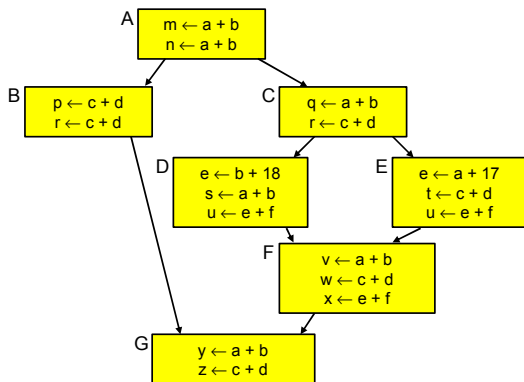 A
m ← a + b
n ← a + b
B
p ← c + d
r ← c + d
C
q ← a + b
r ← c + d
D
e ← b + 18
s ← a + b
u ← e + f
E
e ← a + 17
t ← c + d
u ← e + f
F
v ← a + b
w ← c + d
x ← e + f
G
y ← a + b
z ← c + d